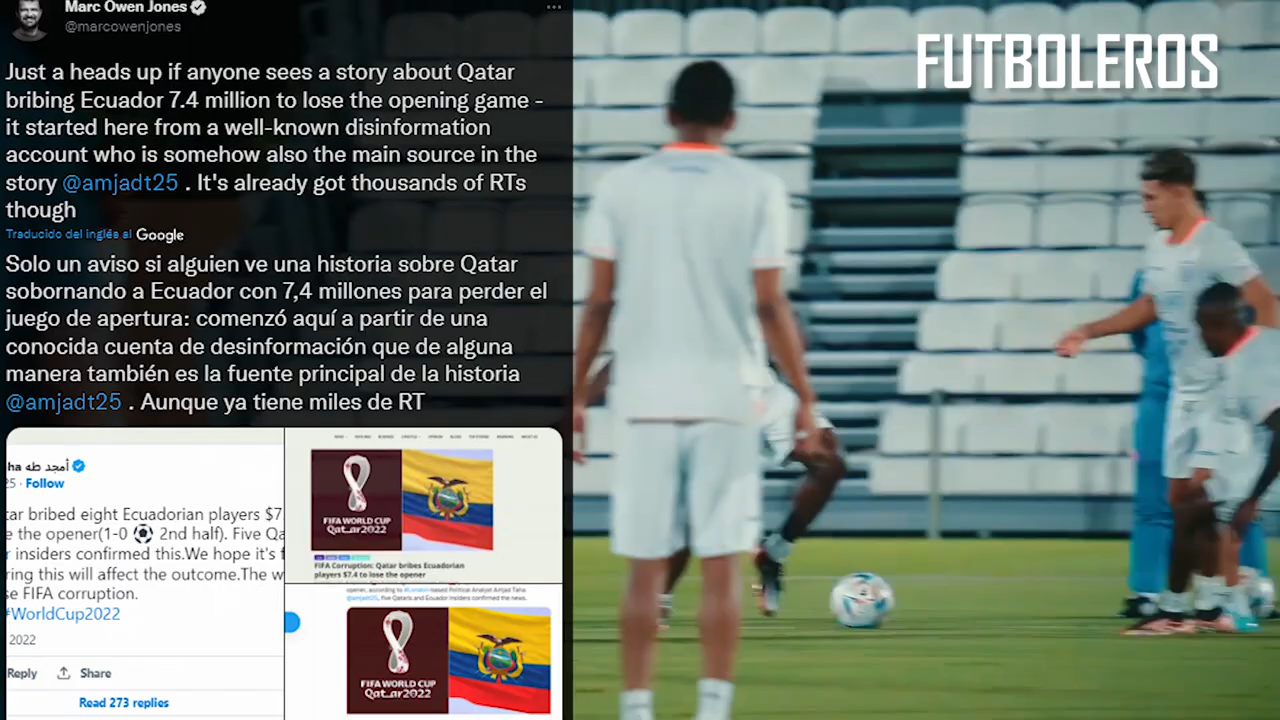 Marc Owen Jones
@marcowenjones
FUTBOLEROS
Just a heads up if anyone sees a story about Qatar
bribing Ecuador 7.4 million to lose the opening game -
it started here from a well-known disinformation
account who is somehow also the main source in the
story @amjadt25 . It's already got thousands of RTs
though
Traducido del inglés al Google
Solo un aviso si alguien ve una historia sobre Qatar
sobornando a Ecuador con 7,4 millones para perder el
juego de apertura: comenzó aquí a partir de una
conocida cuenta de desinformación que de alguna
manera también es la fuente principal de la historia
@amjadt25 . Aunque ya tiene miles de RT
ha أمجد طه
25 · Follow
tar bribed eight Ecuadorian players $7
e the opener(1-0 ⚽ 2nd half). Five Qa
insiders confirmed this.We hope it's f
ring this will affect the outcome.The w
se FIFA corruption.
#WorldCup2022
2022
Reply Share
Read 273 replies
FIFA WORLD CUP
Qatar2022
FIFA Corruption: Qatar bribes Ecuadorian
players $7.4 to lose the opener
opener, according to #London based Political Analyst Amjad Taha
@amjadt25, five Qataris and Ecuador insiders confirmed the news.
FIFA WORLD CUP
Qatar2022